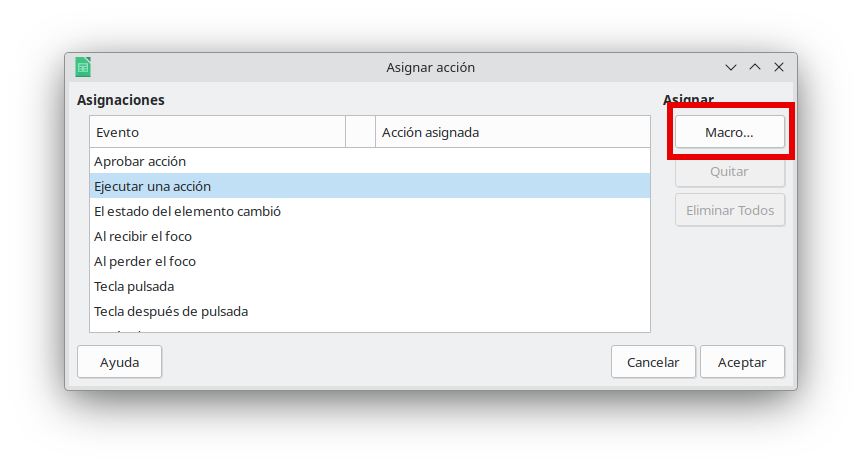 Asignar acción
Asignaciones
Asignar
Evento
Acción asignada
Macro...
Aprobar acción
Ejecutar una acción
Quitar
El estado del elemento cambió
Eliminar Todos
Al recibir el foco
Al perder el foco
Tecla pulsada
Tecla después de pulsada
Ayuda
Cancelar
Aceptar